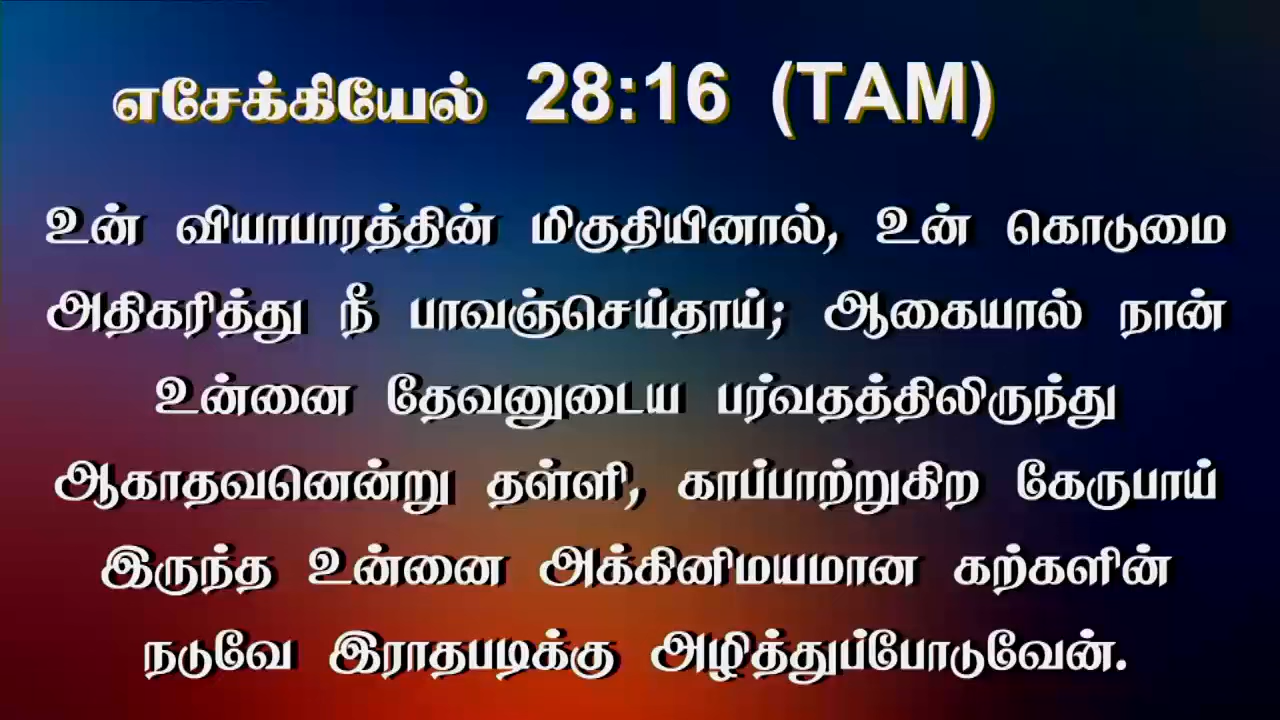 எசேக்கியேல் 28:16 (TAM)
உன் வியாபாரத்தின் மிகுதியினால், உன் கொடுமை
அதிகரித்து நீ பாவஞ்செய்தாய்; ஆகையால் நான்
உன்னை தேவனுடைய பர்வதத்திலிருந்து
ஆகாதவனென்று தள்ளி, காப்பாற்றுகிற கேருபாய்
இருந்த உன்னை அக்கினிமயமான கற்களின்
நடுவே இராதபடிக்கு அழித்துப்போடுவேன்.